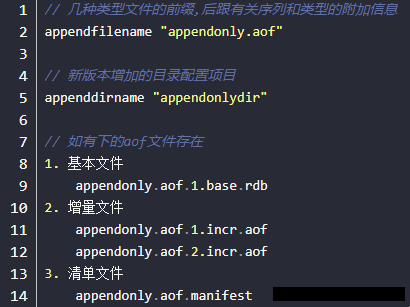 1 // 几种类型文件的前缀,后跟有关序列和类型的附加信息
2 appendfilename "appendonly.aof"
3
4 // 新版本增加的目录配置项目
5 appenddirname "appendonlydir"
6
7 // 如有下的aof文件存在
8 1. 基本文件
9 appendonly.aof.1.base.rdb
10 2. 增量文件
11 appendonly.aof.1.incr.aof
12 appendonly.aof.2.incr.aof
13 3. 清单文件
14 appendonly.aof.manifest